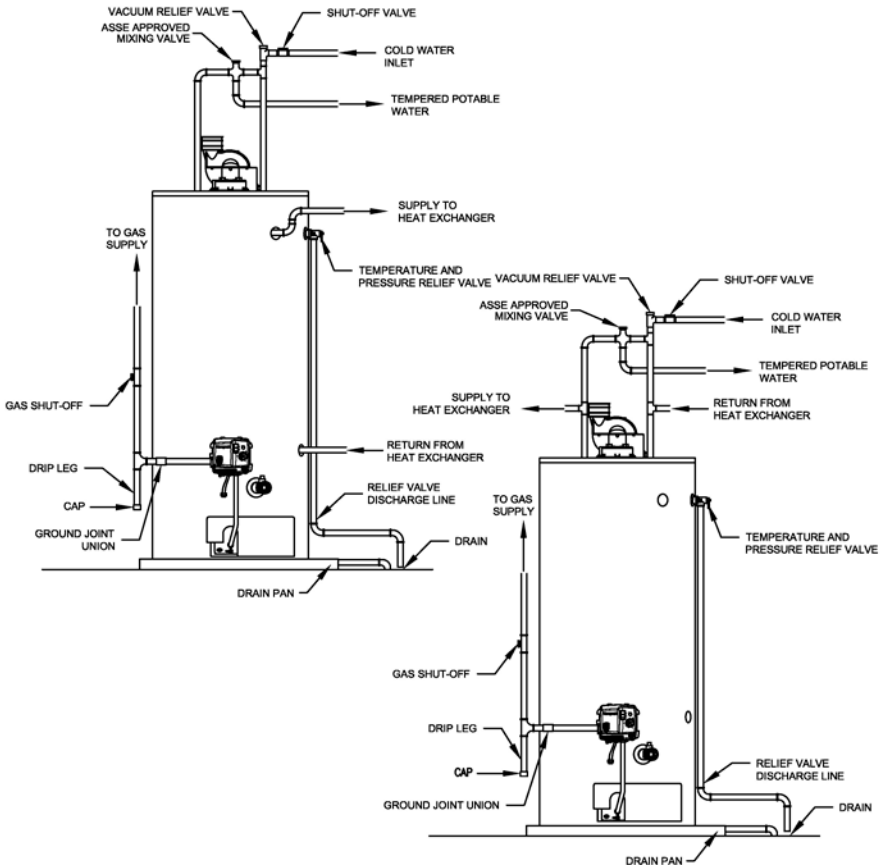 VACUUM RELIEF VALVE
SHUT-OFF VALVE
ASSE APPROVED
MIXING VALVE
COLD WATER
INLET
TEMPERED POTABLE
WATER
SUPPLY TO
HEAT EXCHANGER
TO GAS
SUPPLY
TEMPERATURE AND
PRESSURE RELIEF VALVE
GAS SHUT-OFF
RETURN FROM
HEAT EXCHANGER
DRIP LEG
CAP
RELIEF VALVE
DISCHARGE LINE
GROUND JOINT
UNION
DRAIN
DRAIN PAN
VACUUM RELIEF VALVE
SHUT-OFF VALVE
ASSE APPROVED
MIXING VALVE
COLD WATER
INLET
TEMPERED POTABLE
WATER
SUPPLY TO
HEAT EXCHANGER
RETURN FROM
HEAT EXCHANGER
TO GAS
SUPPLY
TEMPERATURE AND
PRESSURE RELIEF VALVE
GAS SHUT-OFF
DRIP LEG
CAP
RELIEF VALVE
DISCHARGE LINE
GROUND JOINT UNION
DRAIN
DRAIN PAN